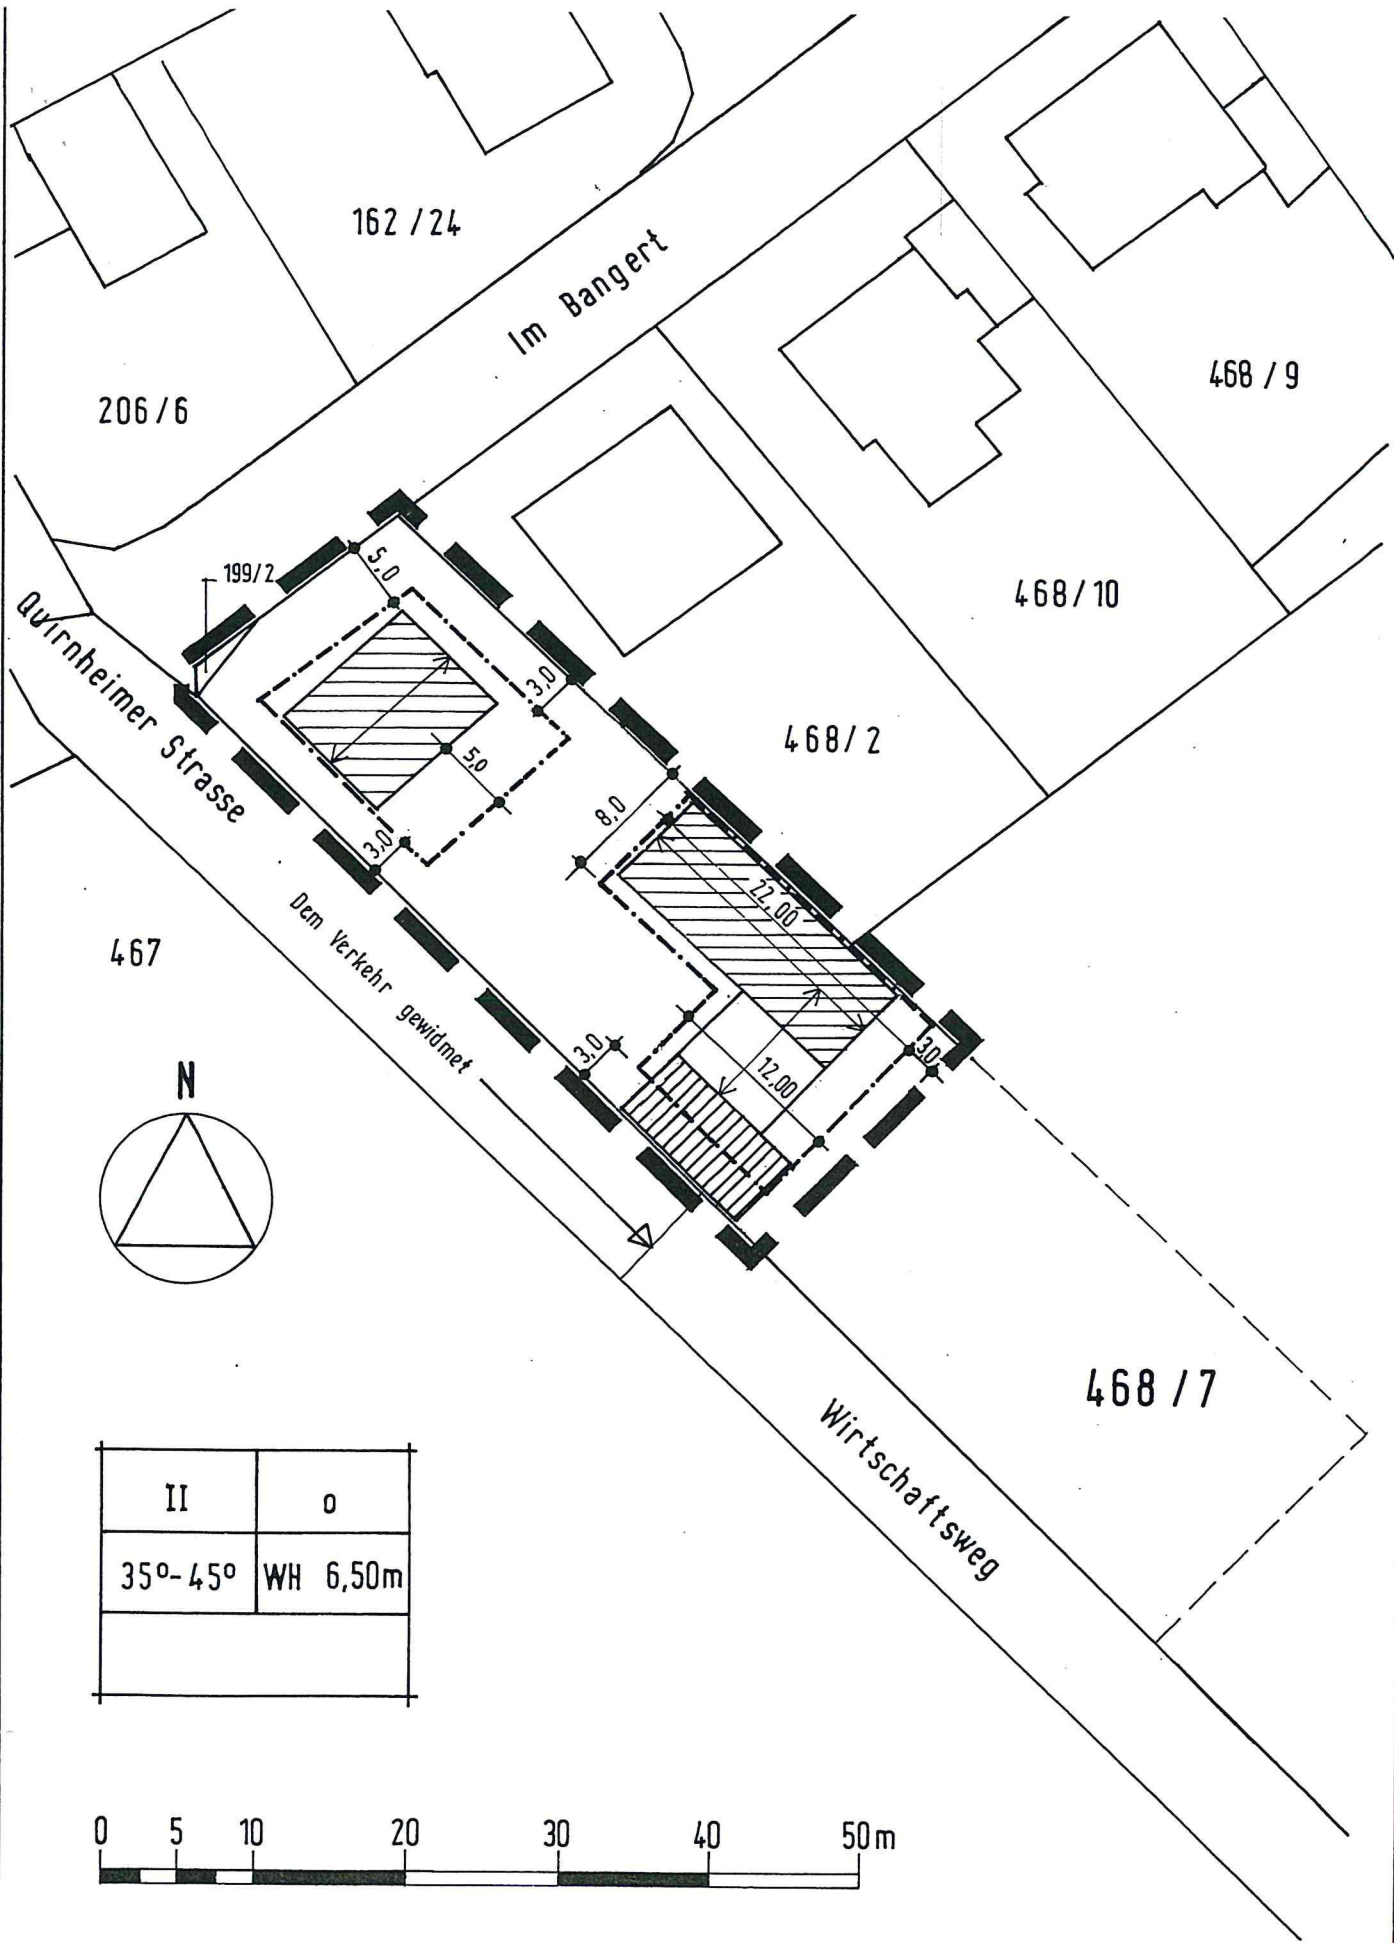 162 / 24
Im Bangert
468 / 9
206 / 6
468 / 10
199/2
5,0
Quirnheimer Strasse
3,0
468 / 2
5,0
8,0
3,0
22,00
Dem Verkehr gewidmet
467
3,0
12,00
3,0
N
468 / 7
Wirtschaftsweg
II
o
35°-45°
WH 6,50m
0 5 10 20 30 40 50m